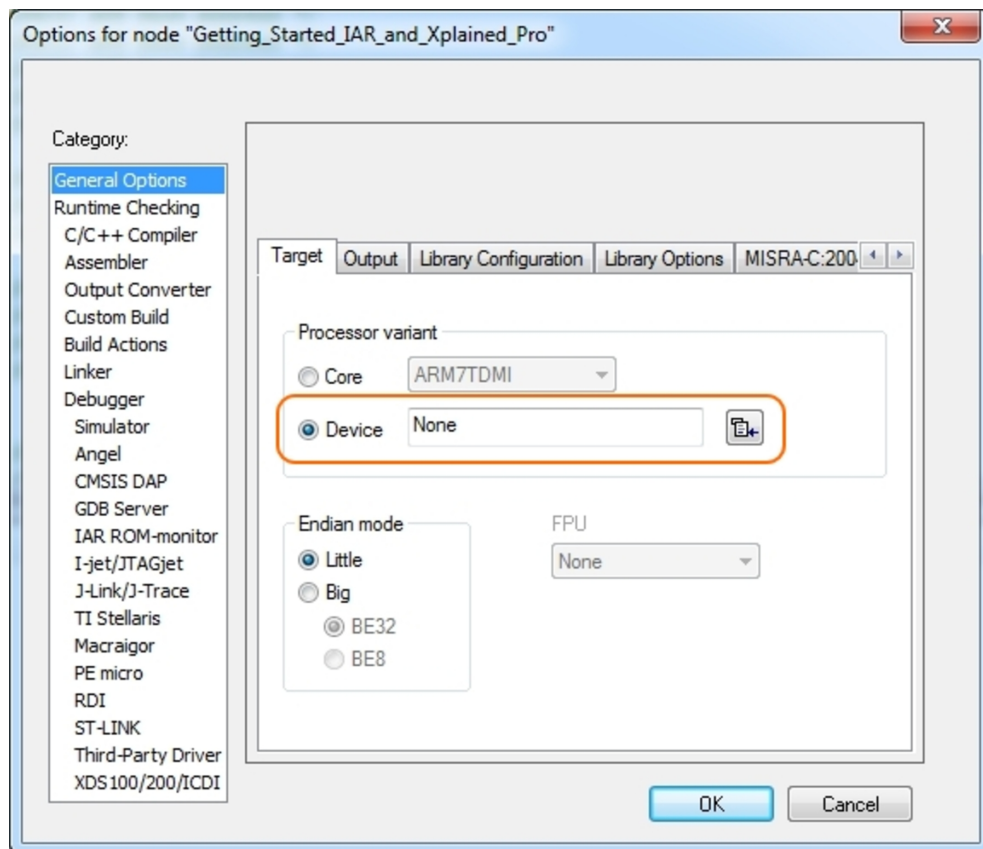 Options for node "Getting_Started_IAR_and_Xplained_Pro"
Category:
General Options
Runtime Checking
C/C++ Compiler
Assembler
Output Converter
Custom Build
Build Actions
Linker
Debugger
Simulator
Angel
CMSIS DAP
GDB Server
IAR ROM-monitor
I-jet/JTAGjet
J-Link/J-Trace
TI Stellaris
Macraigor
PE micro
RDI
ST-LINK
Third-Party Driver
XDS100/200/ICDI
Target Output Library Configuration Library Options MISRA-C:200
Processor variant
Core ARM7TDMI
Device None
Endian mode
Little
Big
BE32
BE8
FPU
None
OK Cancel